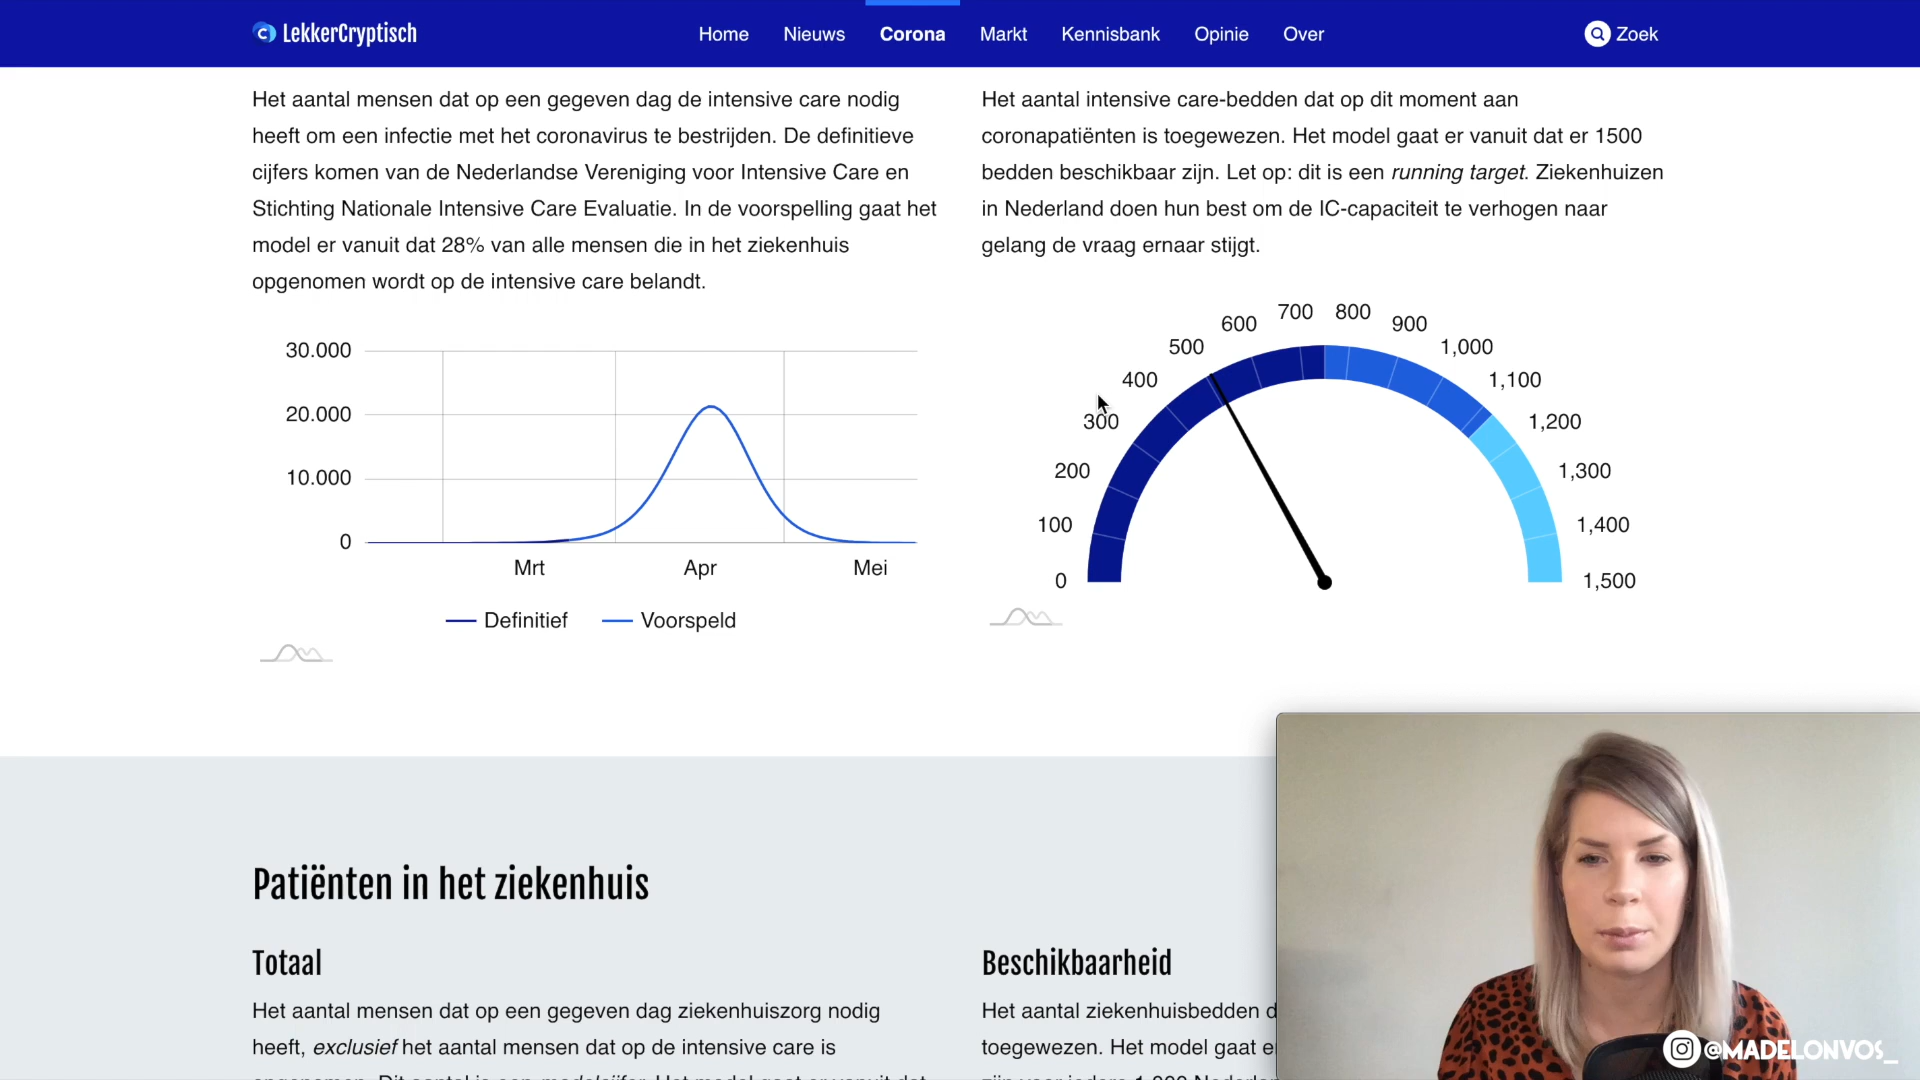 LekkerCryptisch
Home Nieuws Corona Markt Kennisbank Opinie Over
Zoek
Het aantal mensen dat op een gegeven dag de intensive care nodig
heeft om een infectie met het coronavirus te bestrijden. De definitieve
cijfers komen van de Nederlandse Vereniging voor Intensive Care en
Stichting Nationale Intensive Care Evaluatie. In de voorspelling gaat het
model er vanuit dat 28% van alle mensen die in het ziekenhuis
opgenomen wordt op de intensive care belandt.
30.000
20.000
10.000
0
Mrt Apr Mei
Definitief Voorspeld
Het aantal intensive care-bedden dat op dit moment aan
coronapatiënten is toegewezen. Het model gaat er vanuit dat er 1500
bedden beschikbaar zijn. Let op: dit is een running target. Ziekenhuizen
in Nederland doen hun best om de IC-capaciteit te verhogen naar
gelang de vraag ernaar stijgt.
0
100
200
300
400
500
600
700
800
900
1,000
1,100
1,200
1,300
1,400
1,500
Patiënten in het ziekenhuis
Totaal
Het aantal mensen dat op een gegeven dag ziekenhuiszorg nodig
heeft, exclusief het aantal mensen dat op de intensive care is
Beschikbaarheid
Het aantal ziekenhuisbedden d
toegewezen. Het model gaat e
@MADELONVOS_